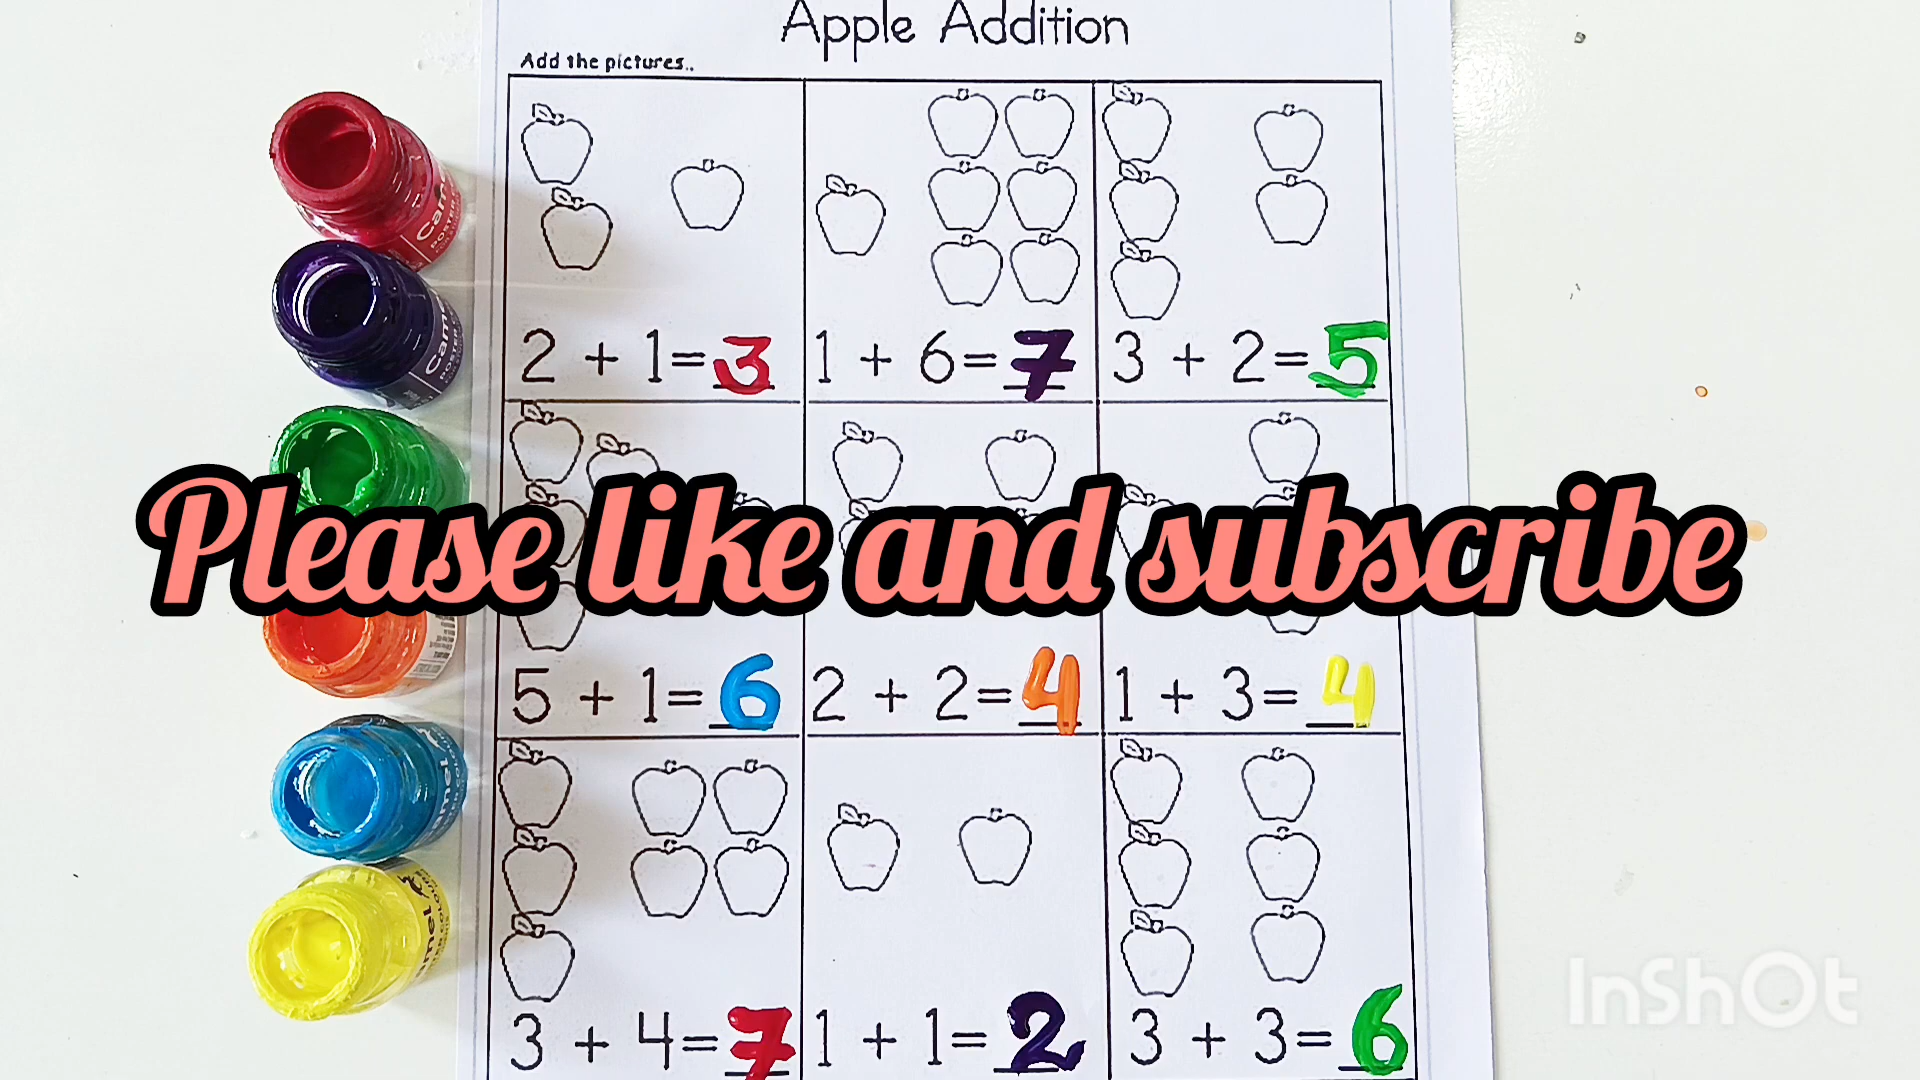 Apple Addition
Add the pictures..
2 + 1= 3
1 + 6= 7
3 + 2= 5
Please like and subscribe
5 + 1= 6
2 + 2= 4
1 + 3= 4
3 + 4= 7
1 + 1= 2
3 + 3= 6
InShOt